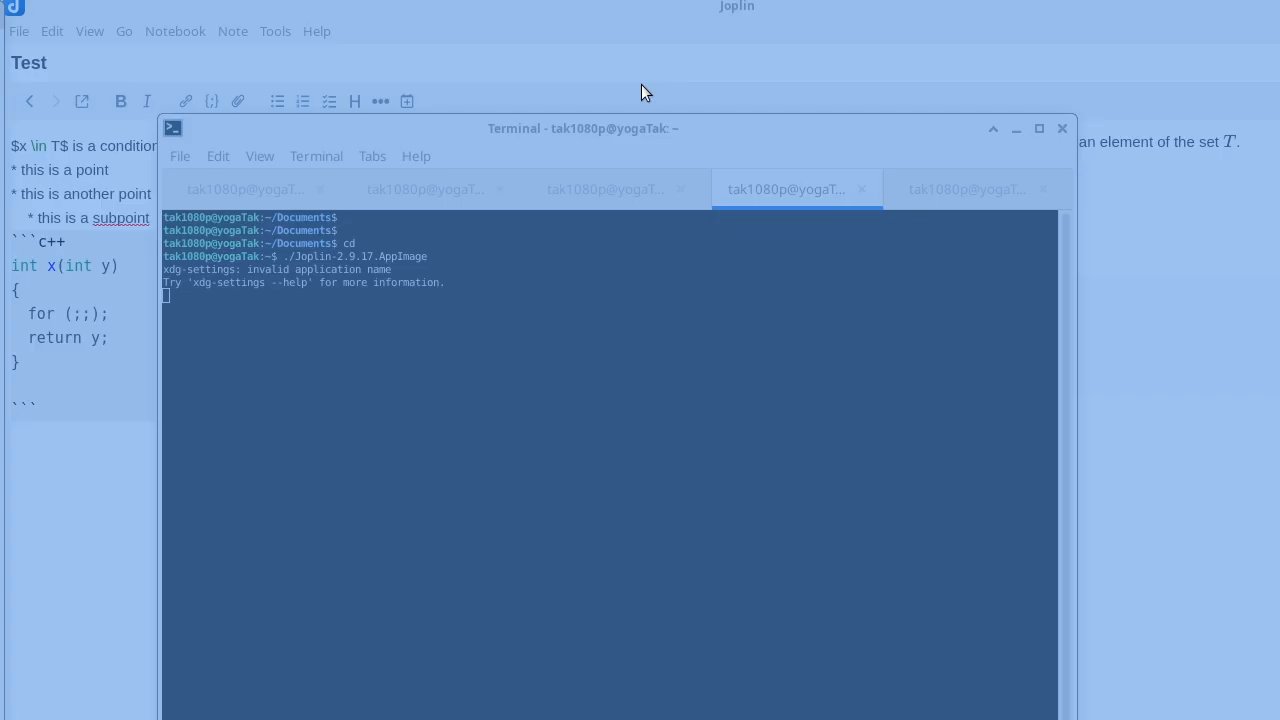 Joplin
File Edit View Go Notebook Note Tools Help
Test
B I H
$x \in T$ is a condition
an element of the set T.
* this is a point
* this is another point
* this is a subpoint
```c++
int x(int y)
{
for (;;);
return y;
}
```
Terminal - tak1080p@yogaTak: ~
File Edit View Terminal Tabs Help
tak1080p@yogaT... tak1080p@yogaT... tak1080p@yogaT... tak1080p@yogaT... tak1080p@yogaT...
tak1080p@yogaTak:~/Documents$
tak1080p@yogaTak:~/Documents$
tak1080p@yogaTak:~/Documents$ cd
tak1080p@yogaTak:~$ ./Joplin-2.9.17.AppImage
xdg-settings: invalid application name
Try 'xdg-settings --help' for more information.